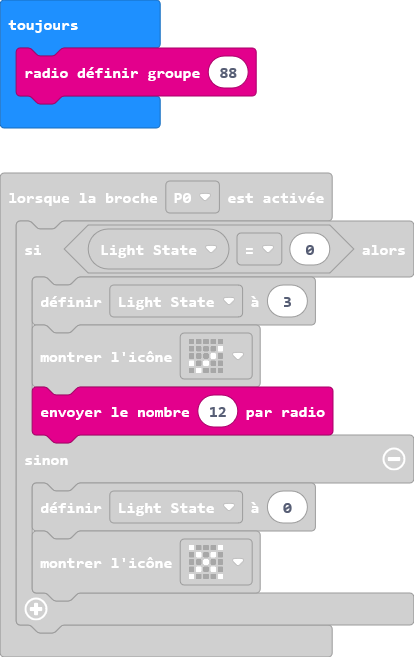 toujours
radio définir groupe 88
lorsque la broche P0 est activée
si Light State = 0 alors
définir Light State à 3
montrer l'icône
envoyer le nombre 12 par radio
sinon
définir Light State à 0
montrer l'icône